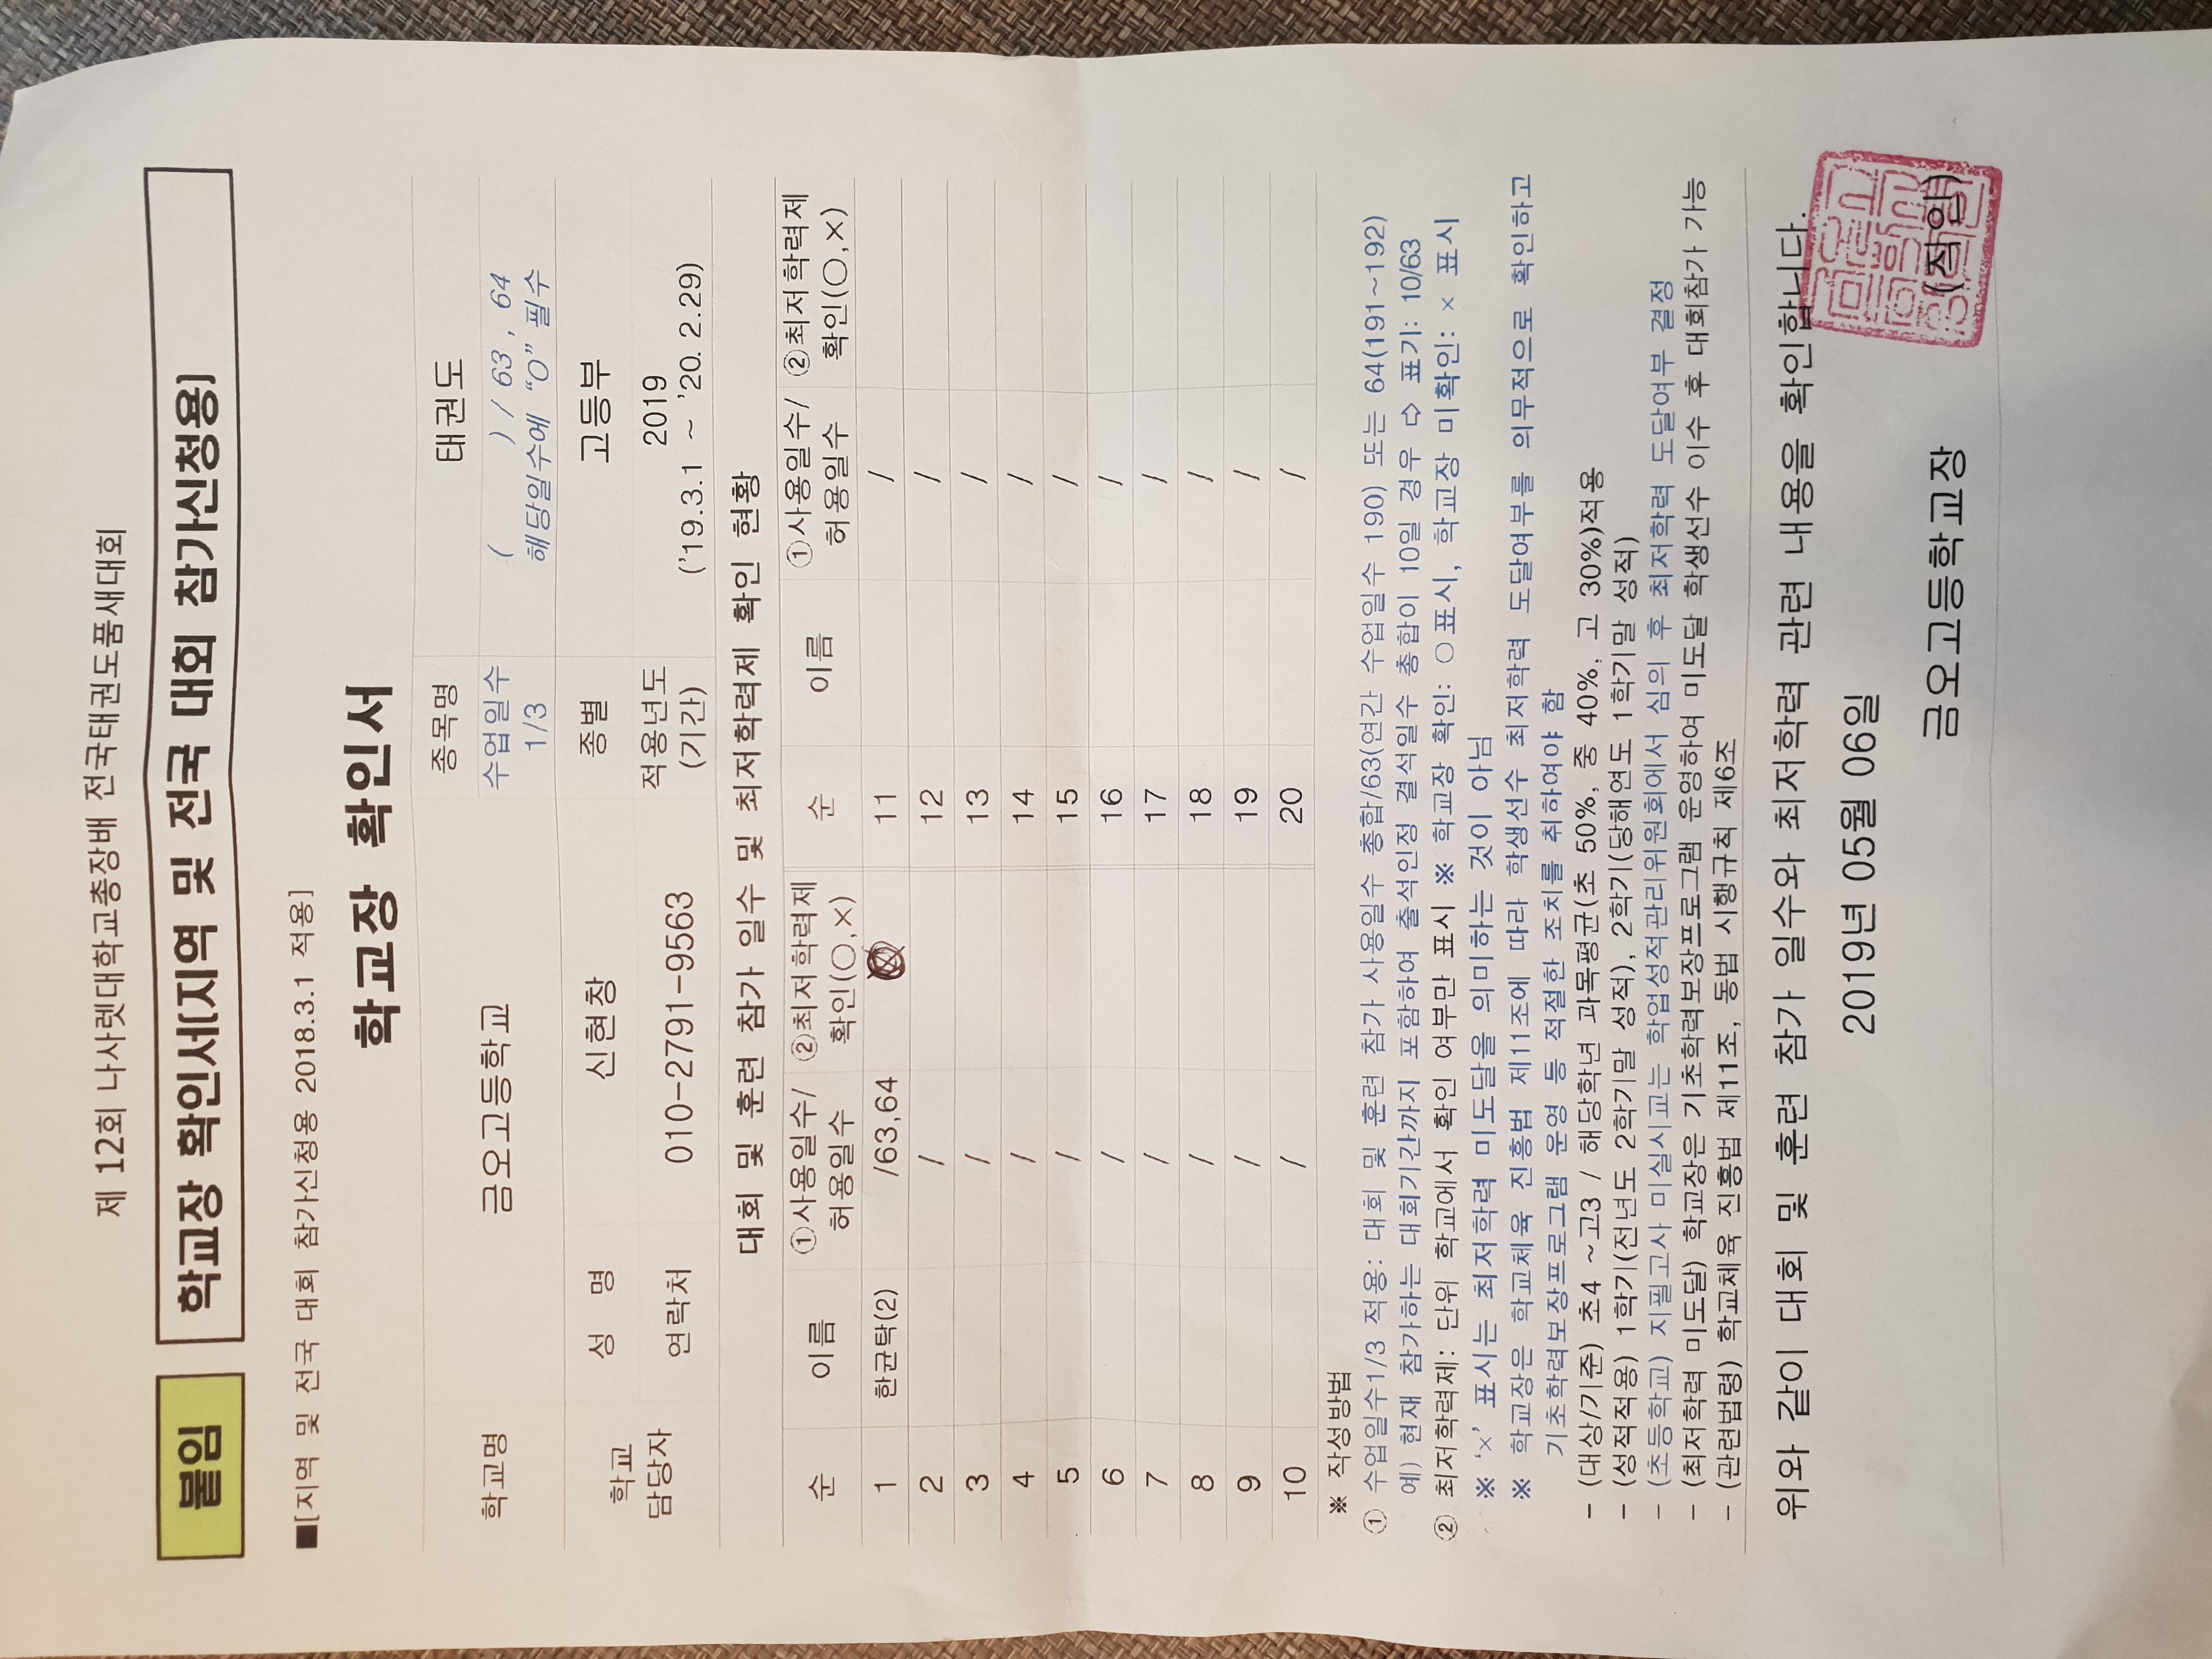 제 12회 나사렛대학교총장배 전국태권도품새대회
붙임 학교장 확인서[지역 및 전국 대회 참가신청용]
■[지역 및 전국 대회 참가신청용 2018.3.1 적용]
학교장 확인서
학교명 금오고등학교 종목명 태권도
수업일수 1/3 ( ) / 63 , 64
해당일수에 “O” 필수
학교 담당자 성 명 신현창 종별 고등부
연락처 010-2791-9563 적용년도 (기간) 2019
('19.3.1 ~ '20. 2.29)
대회 및 훈련 참가 일수 및 최저학력제 확인 현황
순 이름 ①사용일수/허용일수 ②최저학력제 확인(○,×) 순 이름 ①사용일수/허용일수 ②최저학력제 확인(○,×)
1 한균탁(2) /63,64 11 /
2 / 12 /
3 / 13 /
4 / 14 /
5 / 15 /
6 / 16 /
7 / 17 /
8 / 18 /
9 / 19 /
10 / 20 /
※ 작성방법
① 수업일수1/3 적용: 대회 및 훈련 참가 사용일수 총합/63(연간 수업일수 190) 또는 64(191~192)
예) 현재 참가하는 대회기간까지 포함하여 출석인정 결석일수 총합이 10일 경우 ⇨ 표기: 10/63
② 최저학력제: 단위 학교에서 확인 여부만 표시 ※ 학교장 확인: ○표시, 학교장 미확인: × 표시
※ ‘×’ 표시는 최저학력 미도달을 의미하는 것이 아님
※ 학교장은 학교체육 진흥법 제11조에 따라 학생선수 최저학력 도달여부를 의무적으로 확인하고
기초학력보장프로그램 운영 등 적절한 조치를 취하여야 함
- (대상/기준) 초4 ~고3 / 해당학년 과목평균(초 50%, 중 40%, 고 30%)적용
- (성적적용) 1학기(전년도 2학기말 성적), 2학기(당해연도 1학기말 성적)
- (초등학교) 지필고사 미실시교는 학업성적관리위원회에서 심의 후 최저학력 도달여부 결정
- (최저학력 미도달) 학교장은 기초학력보장프로그램 운영하여 미도달 학생선수 이수 후 대회참가 가능
- (관련법령) 학교체육 진흥법 제11조, 동법 시행규칙 제6조
위와 같이 대회 및 훈련 참가 일수와 최저학력 관련 내용을 확인합니다.
2019년 05월 06일
금오고등학교장 (직인)